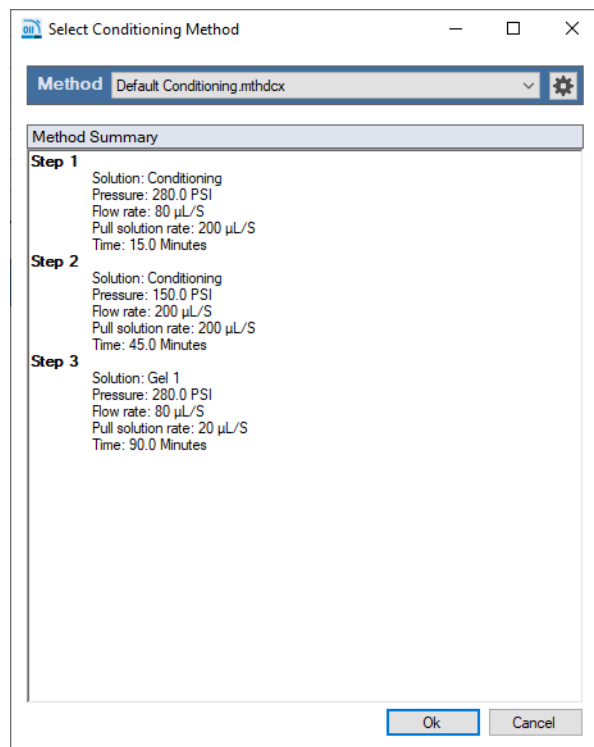 Select Conditioning Method
Method Default Conditioning.mthdcx
Method Summary
Step 1
Solution: Conditioning
Pressure: 280.0 PSI
Flow rate: 80 µL/S
Pull solution rate: 200 µL/S
Time: 15.0 Minutes
Step 2
Solution: Conditioning
Pressure: 150.0 PSI
Flow rate: 200 µL/S
Pull solution rate: 200 µL/S
Time: 45.0 Minutes
Step 3
Solution: Gel 1
Pressure: 280.0 PSI
Flow rate: 80 µL/S
Pull solution rate: 20 µL/S
Time: 90.0 Minutes
Ok Cancel